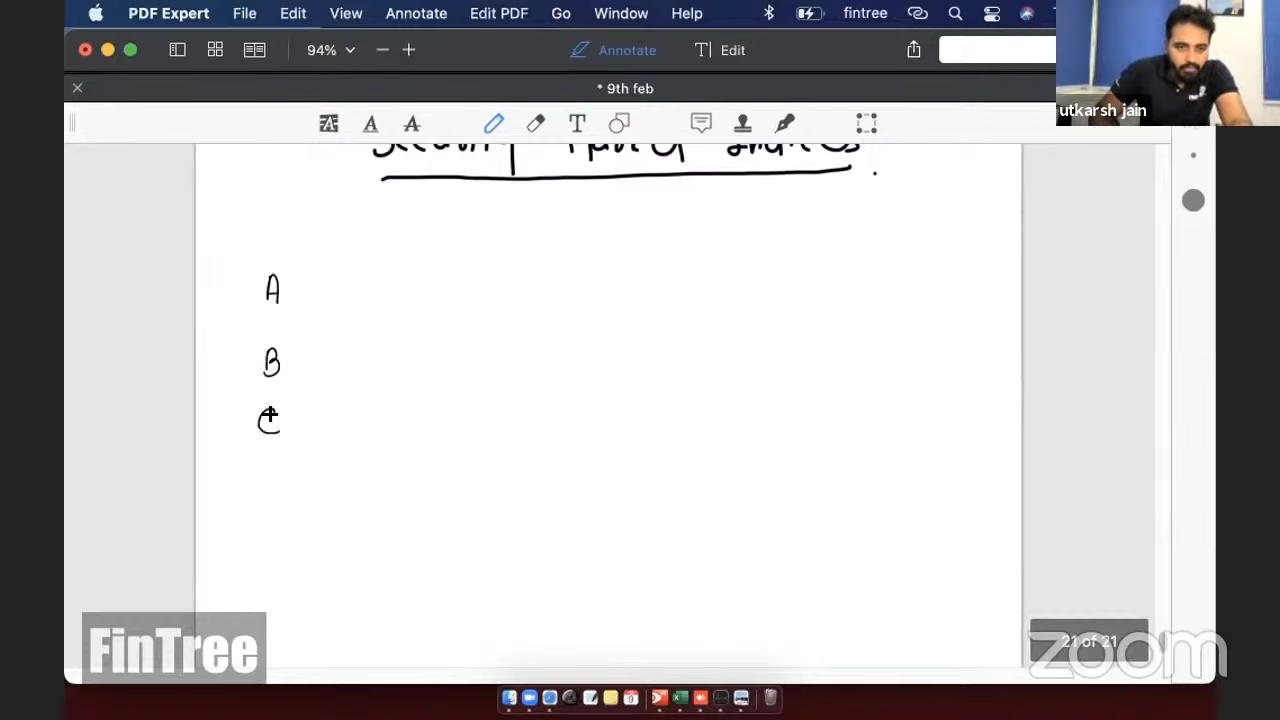 PDF Expert File Edit View Annotate Edit PDF Go Window Help fintree
94% Annotate T Edit
* 9th feb
A A A T
utkarsh jain
A
B
C
FinTree
21 of 21
zoom